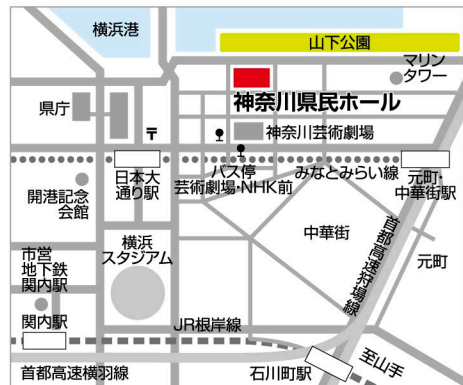 横浜港
山下公園
マリン
タワー
県庁
神奈川県民ホール
〒
神奈川芸術劇場
日本大
通り駅
バス停
芸術劇場・NHK前
みなとみらい線
元町・
中華街駅
開港記念
会館
中華街
首都高速狩場線
元町
横浜
スタジアム
市営
地下鉄
関内駅
関内駅
JR根岸線
首都高速横羽線
石川町駅
至山手